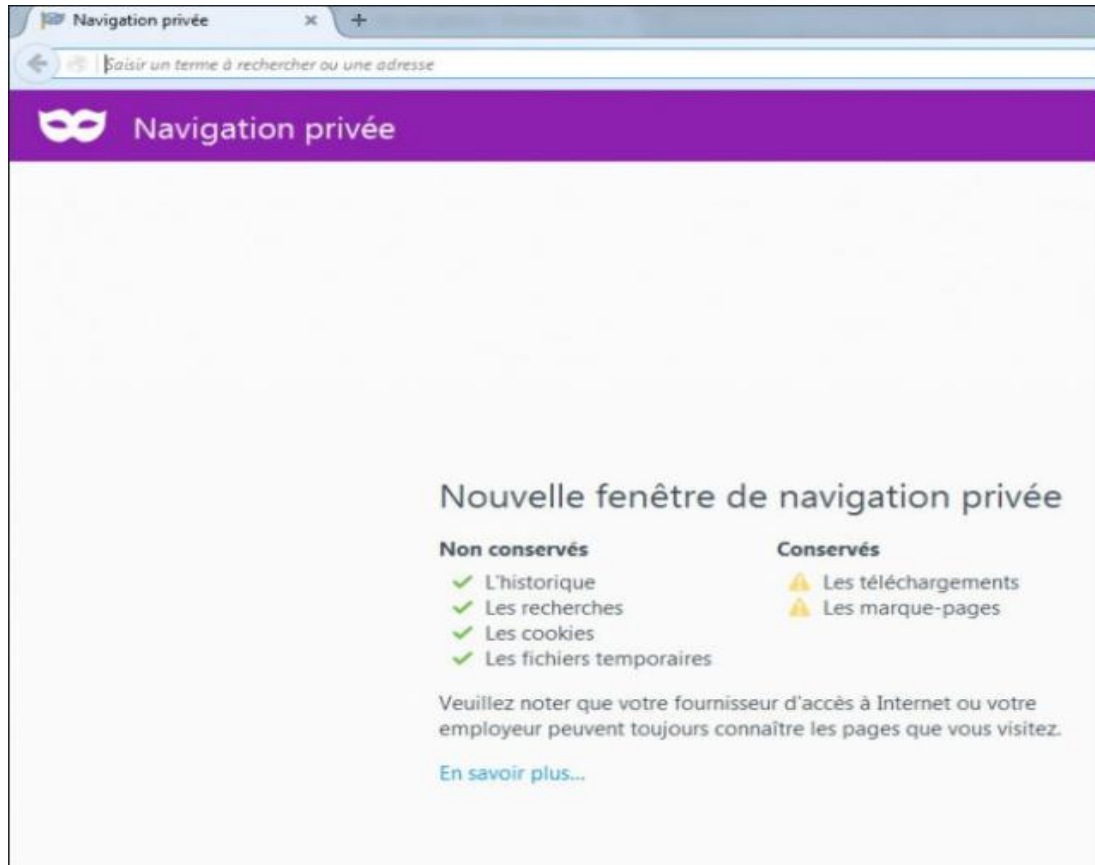 Navigation privée
Saisir un terme à rechercher ou une adresse
Navigation privée
Nouvelle fenêtre de navigation privée
Non conservés
L'historique
Les recherches
Les cookies
Les fichiers temporaires
Conservés
Les téléchargements
Les marque-pages
Veuillez noter que votre fournisseur d'accès à Internet ou votre
employeur peuvent toujours connaître les pages que vous visitez.
En savoir plus...